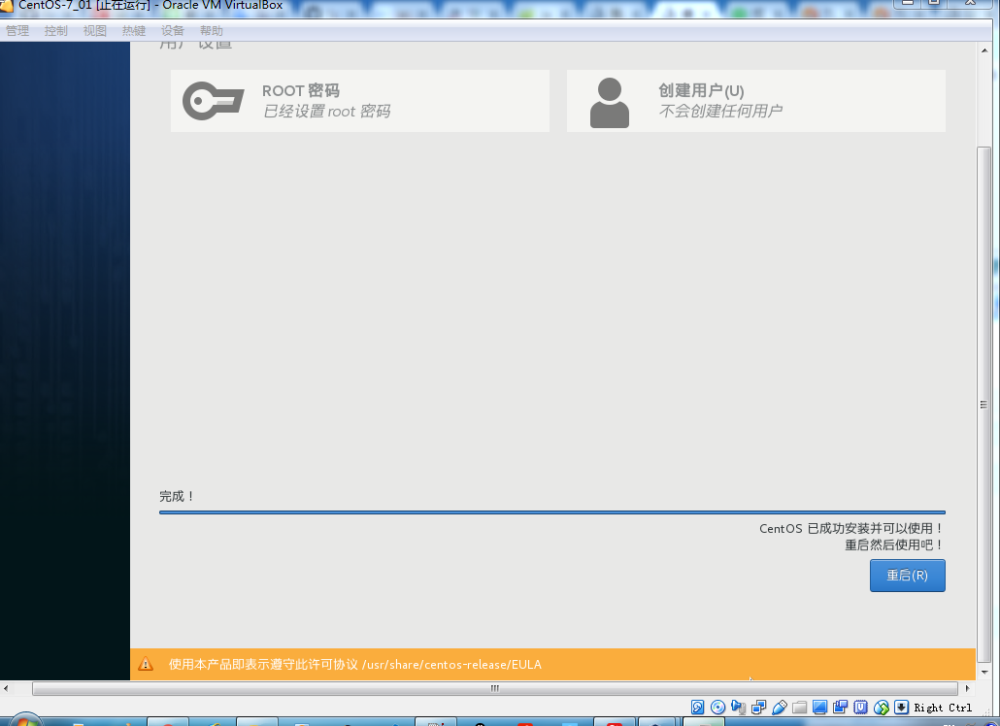 CentOS-7_01 [正在运行] - Oracle VM VirtualBox
管理 控制 视图 热键 设备 帮助
用户设置
ROOT 密码
已经设置 root 密码
创建用户(U)
不会创建任何用户
完成！
CentOS 已成功安装并可以使用！
重启然后使用吧！
重启(R)
使用本产品即表示遵守此许可协议 /usr/share/centos-release/EULA
Right Ctrl